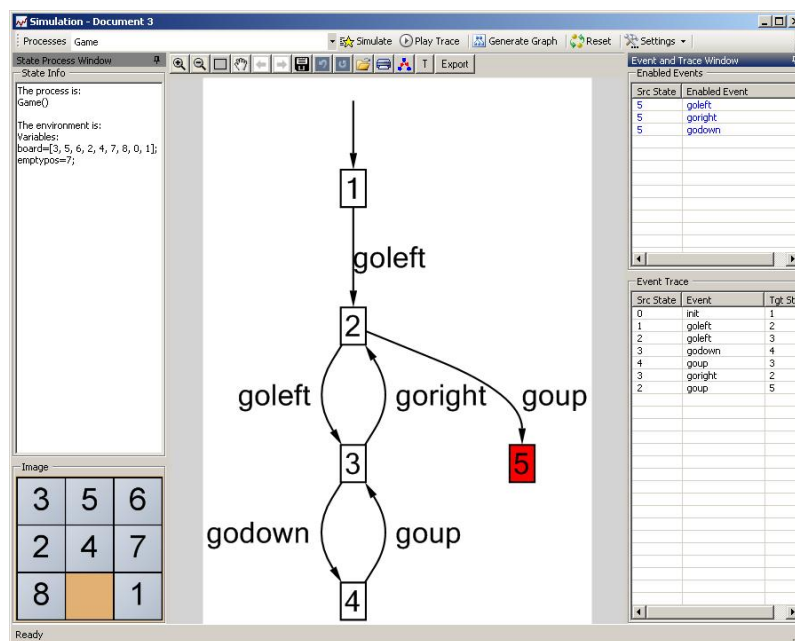 Simulation - Document 3
Processes Game Simulate Play Trace Generate Graph Reset Settings
State Process Window
State Info
The process is:
Game()
The environment is:
Variables:
board=[3, 5, 6, 2, 4, 7, 8, 0, 1];
emptypos=7;
Image
3 5 6
2 4 7
8 1
T Export
1
goleft
2
goleft goright goup
3 5
godown goup
4
Event and Trace Window
Enabled Events
Src State Enabled Event
5 goleft
5 goright
5 godown
Event Trace
Src State Event Tgt St
0 init 1
1 goleft 2
2 goleft 3
3 godown 4
4 goup 3
3 goright 2
2 goup 5
Ready